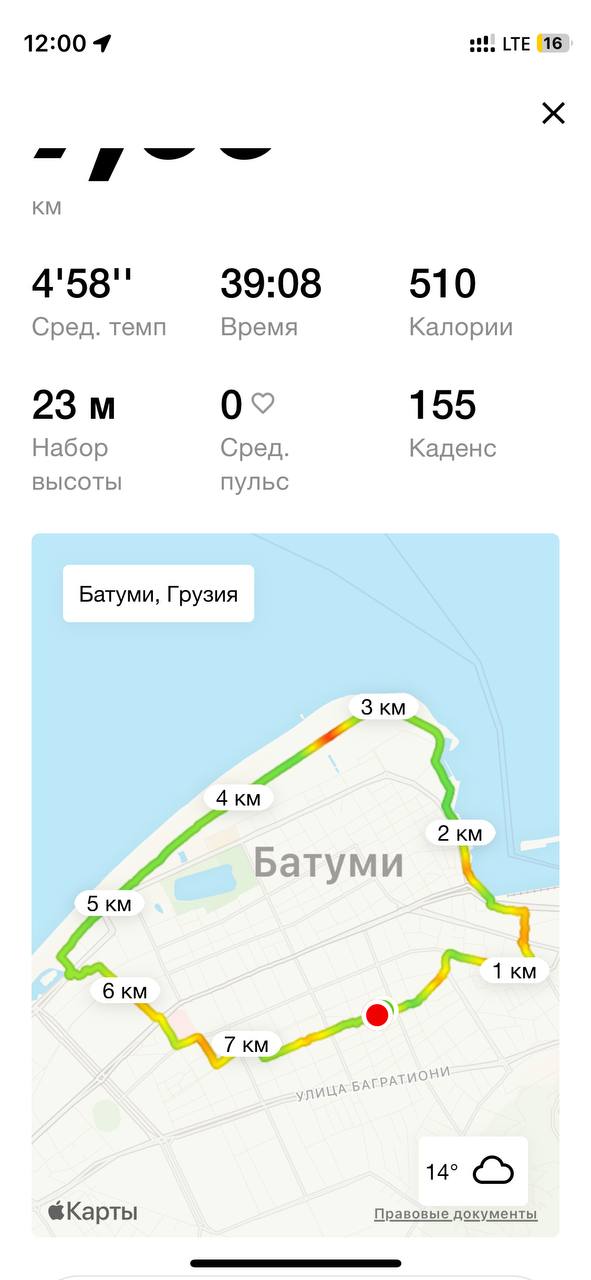 12:00 LTE 16
км
4'58'' 39:08 510
Сред. темп Время Калории
23 м 0 155
Набор высоты Сред. пульс Каденс
Батуми, Грузия
3 км
4 км
2 км
Батуми
5 км
1 км
6 км
7 км
УЛИЦА БАГРАТИОНИ
14°
Карты
Правовые документы